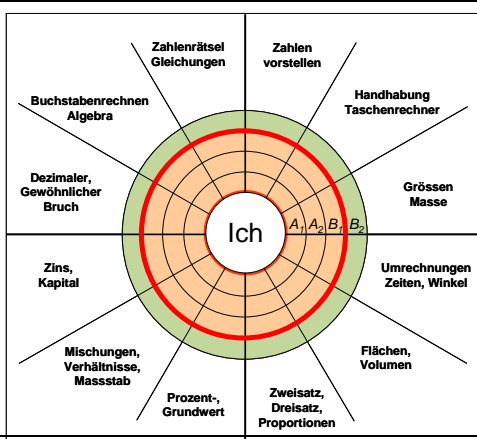 Zahlenrätsel
Gleichungen
Zahlen
vorstellen
Buchstabenrechnen
Algebra
Handhabung
Taschenrechner
Dezimaler,
Gewöhnlicher
Bruch
Grössen
Masse
Ich
A1 A2 B1 B2
Zins,
Kapital
Umrechnungen
Zeiten, Winkel
Mischungen,
Verhältnisse,
Massstab
Flächen,
Volumen
Prozent-,
Grundwert
Zweisatz,
Dreisatz,
Proportionen